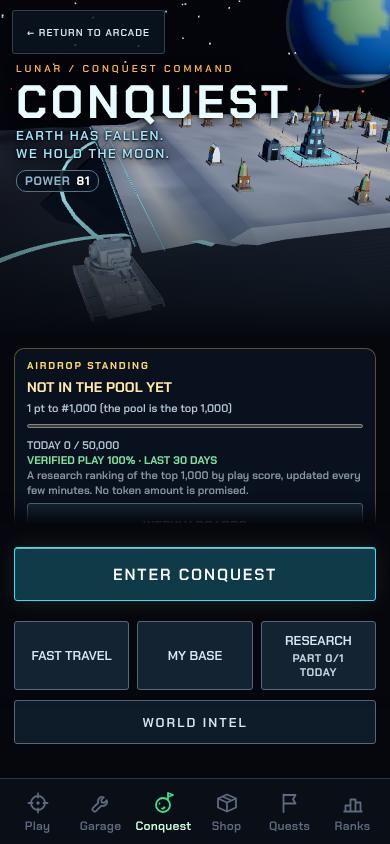 ← RETURN TO ARCADE
LUNAR / CONQUEST COMMAND
CONQUEST
EARTH HAS FALLEN.
WE HOLD THE MOON.
POWER 81
AIRDROP STANDING
NOT IN THE POOL YET
1 pt to #1,000 (the pool is the top 1,000)
TODAY 0 / 50,000
VERIFIED PLAY 100% · LAST 30 DAYS
A research ranking of the top 1,000 by play score, updated every
few minutes. No token amount is promised.
ENTER CONQUEST
FAST TRAVEL
MY BASE
RESEARCH
PART 0/1
TODAY
WORLD INTEL
Play
Garage
Conquest
Shop
Quests
Ranks